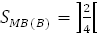 S_{MB(B)} = ]2/4[